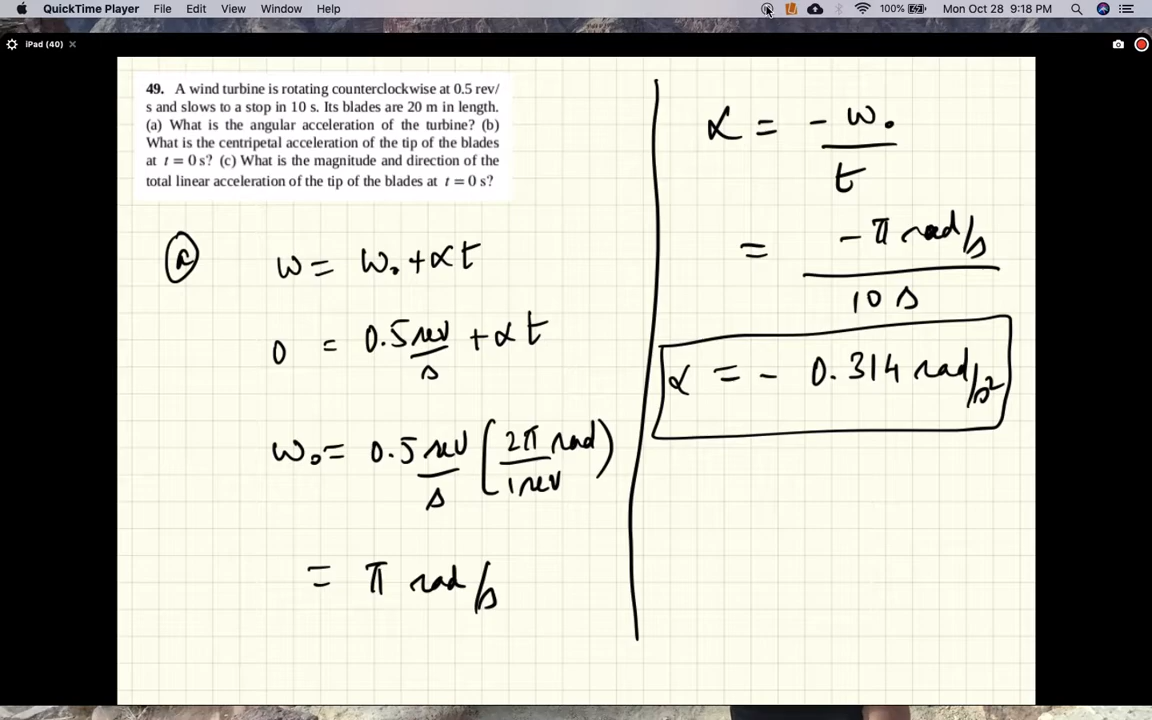 QuickTime Player File Edit View Window Help 100% Mon Oct 28 9:18 PM
iPad (40)
49. A wind turbine is rotating counterclockwise at 0.5 rev/
s and slows to a stop in 10 s. Its blades are 20 m in length.
(a) What is the angular acceleration of the turbine? (b)
What is the centripetal acceleration of the tip of the blades
at t = 0 s? (c) What is the magnitude and direction of the
total linear acceleration of the tip of the blades at t = 0 s?
(a) ω = ω₀ + αt
0 = 0.5 rev/s + αt
ω₀ = 0.5 rev/s (2π rad/1 rev)
= π rad/s
α = -ω₀/t
= -π rad/s / 10 s
α = - 0.314 rad/s²